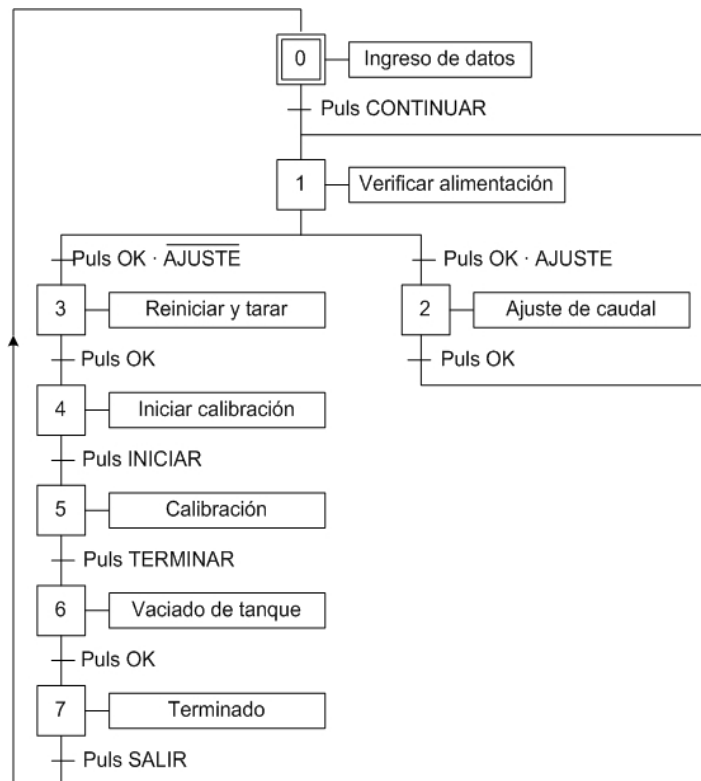 0
Ingreso de datos
Puls CONTINUAR
1
Verificar alimentación
Puls OK · A̅J̅U̅S̅T̅E̅
Puls OK · AJUSTE
3
Reiniciar y tarar
2
Ajuste de caudal
Puls OK
Puls OK
4
Iniciar calibración
Puls INICIAR
5
Calibración
Puls TERMINAR
6
Vaciado de tanque
Puls OK
7
Terminado
Puls SALIR